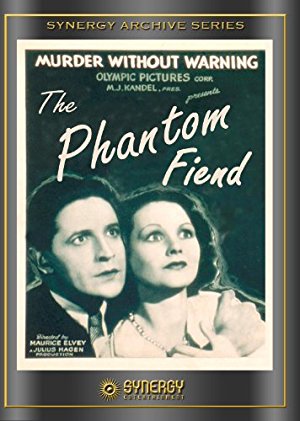 SYNERGY ARCHIVE SERIES
MURDER WITHOUT WARNING
OLYMPIC PICTURES CORP.
M.J. KANDEL, PRES.
presents
The
Phantom
Fiend
Directed by
MAURICE ELVEY
A JULIUS HAGEN
PRODUCTION
SYNERGY
ENTERTAINMENT